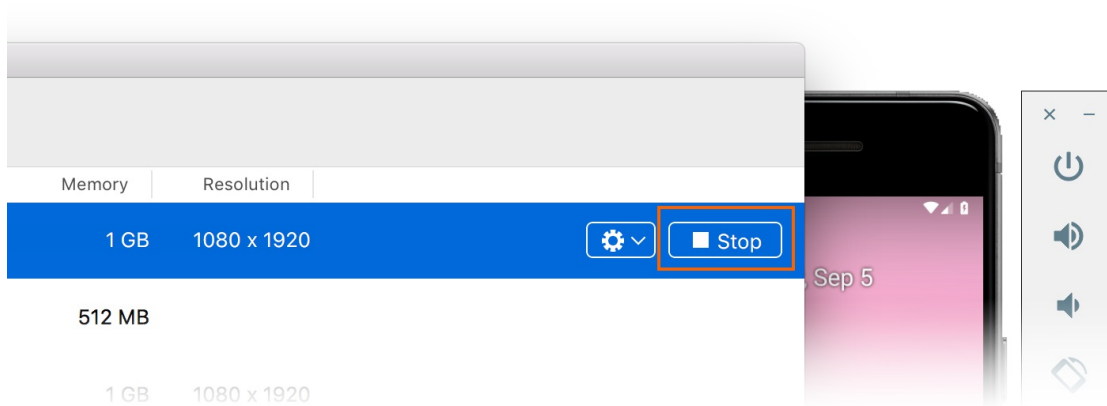 Memory Resolution
1 GB 1080 x 1920 Stop
, Sep 5
512 MB
1 GB 1080 x 1920